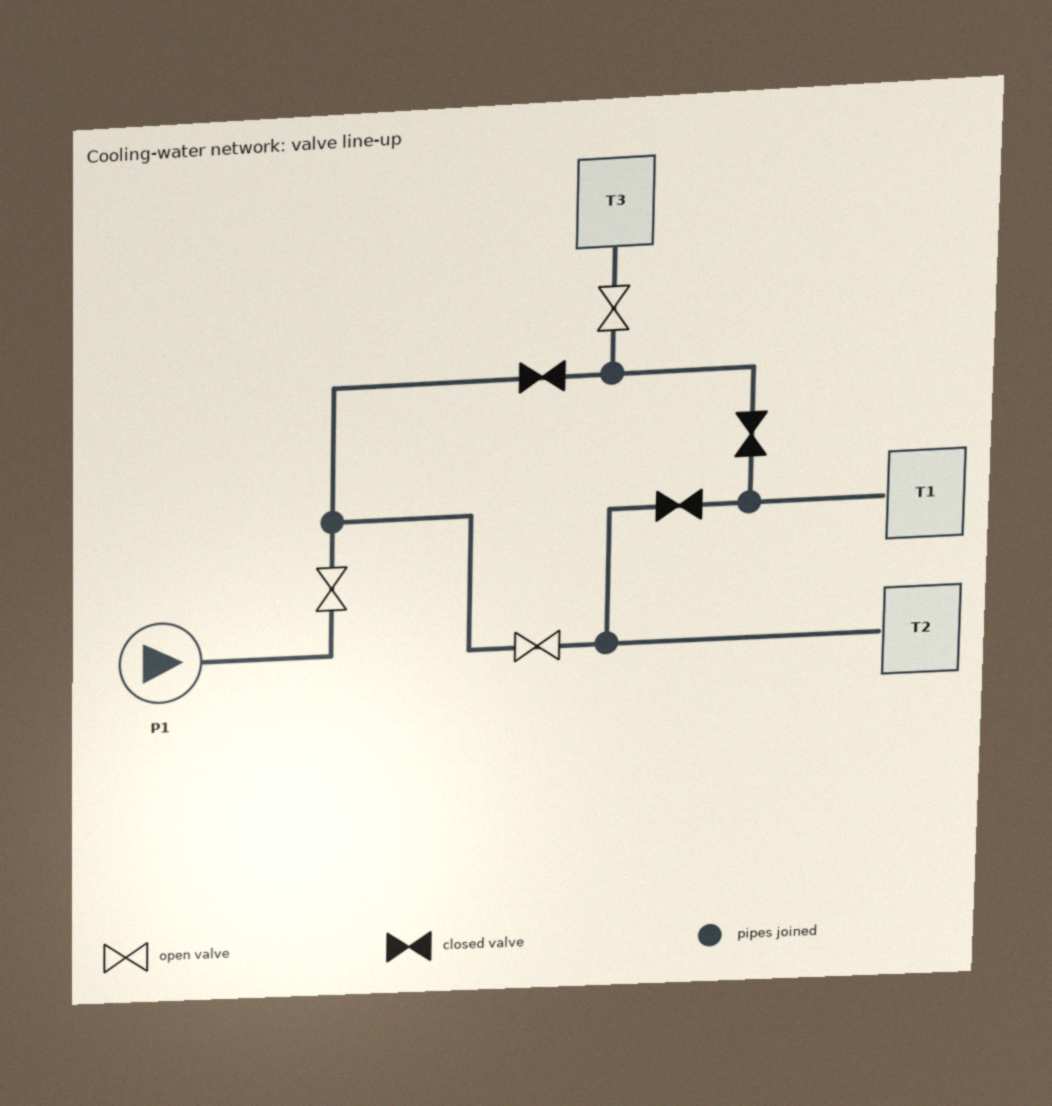 Cooling-water network: valve line-up
T3
T1
T2
P1
open valve
closed valve
pipes joined